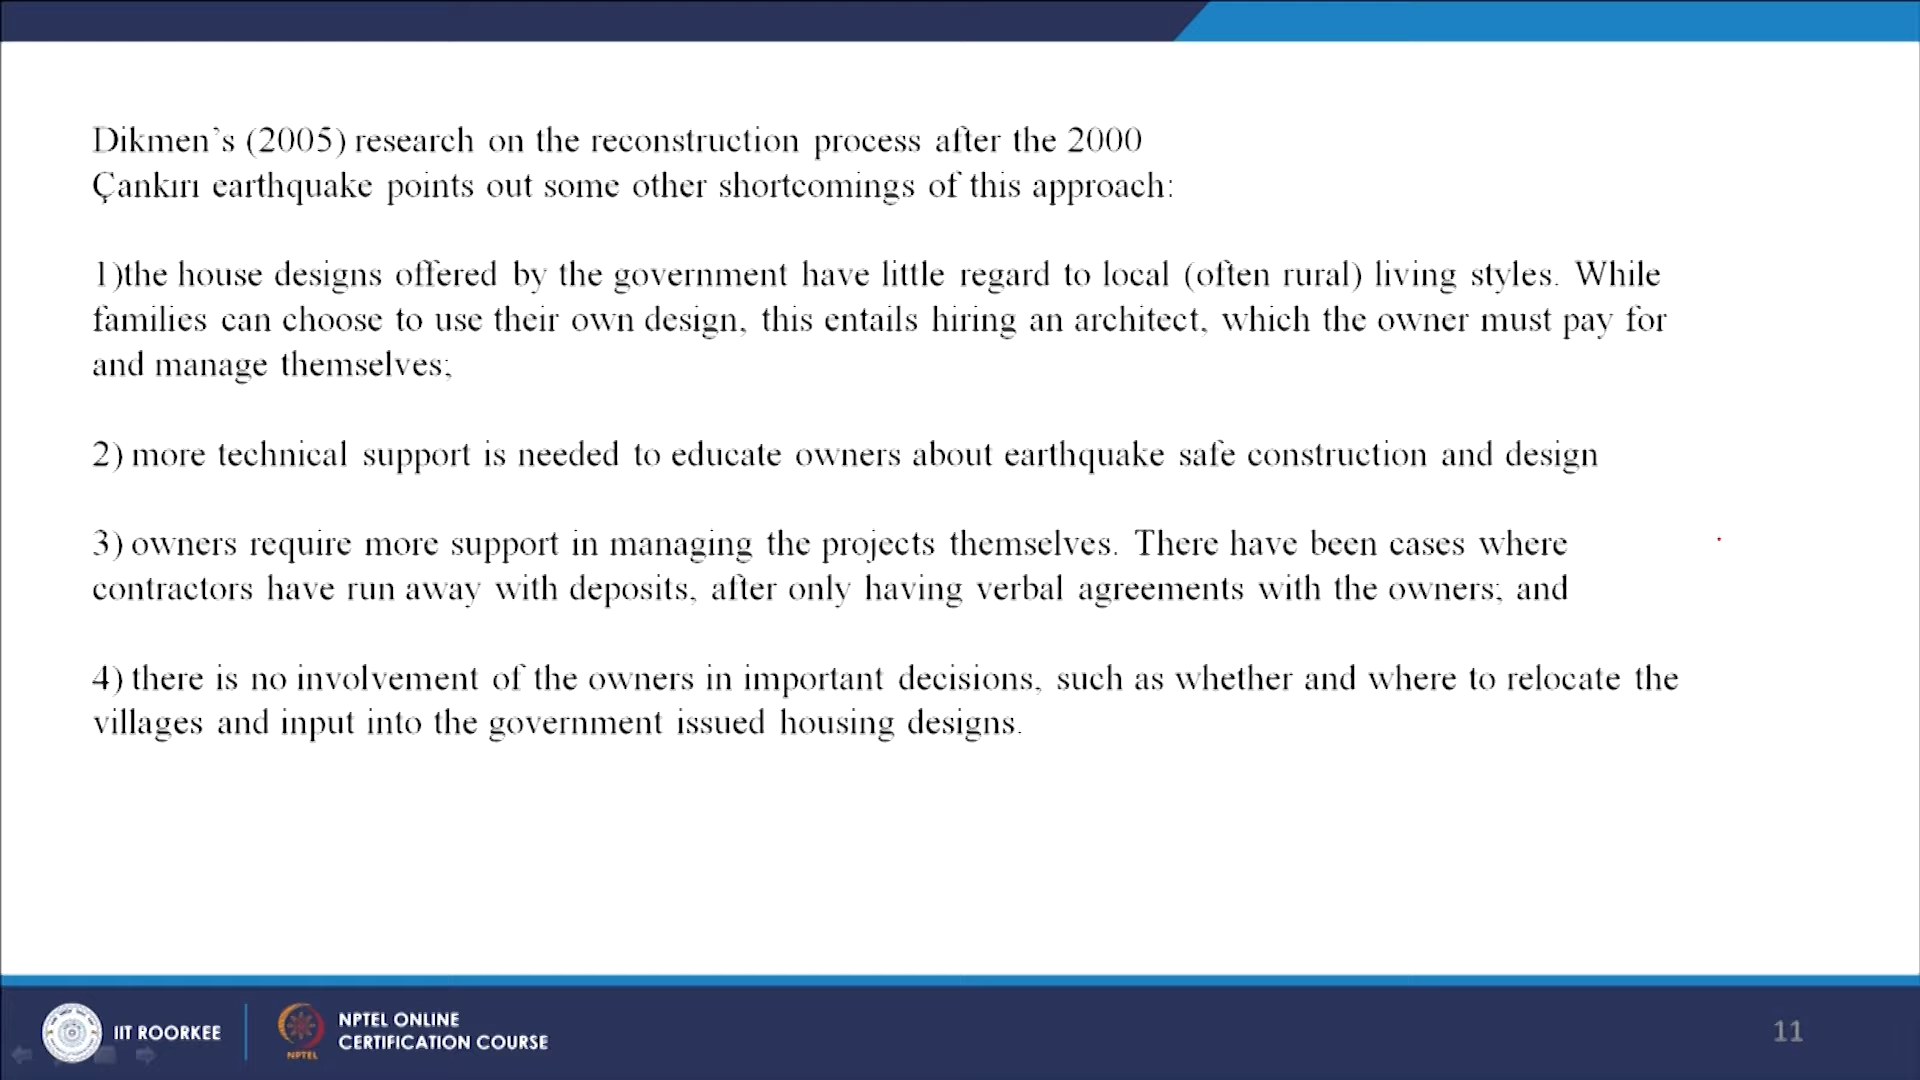 Dikmen's (2005) research on the reconstruction process after the 2000
Çankırı earthquake points out some other shortcomings of this approach:
1)the house designs offered by the government have little regard to local (often rural) living styles. While
families can choose to use their own design, this entails hiring an architect, which the owner must pay for
and manage themselves;
2) more technical support is needed to educate owners about earthquake safe construction and design
3) owners require more support in managing the projects themselves. There have been cases where
contractors have run away with deposits, after only having verbal agreements with the owners; and
4) there is no involvement of the owners in important decisions, such as whether and where to relocate the
villages and input into the government issued housing designs.
IIT ROORKEE
NPTEL
NPTEL ONLINE
CERTIFICATION COURSE
11